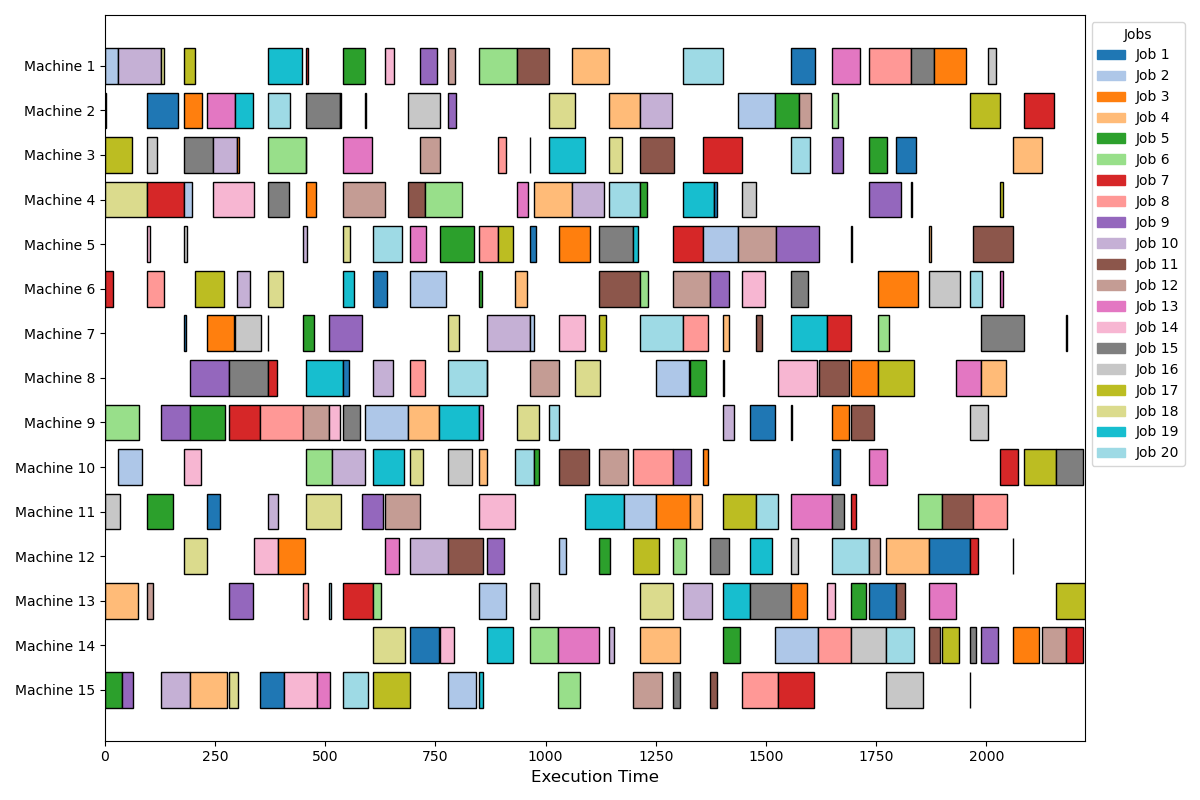 Machine 1
Machine 2
Machine 3
Machine 4
Machine 5
Machine 6
Machine 7
Machine 8
Machine 9
Machine 10
Machine 11
Machine 12
Machine 13
Machine 14
Machine 15
0 250 500 750 1000 1250 1500 1750 2000
Execution Time
Jobs
Job 1
Job 2
Job 3
Job 4
Job 5
Job 6
Job 7
Job 8
Job 9
Job 10
Job 11
Job 12
Job 13
Job 14
Job 15
Job 16
Job 17
Job 18
Job 19
Job 20